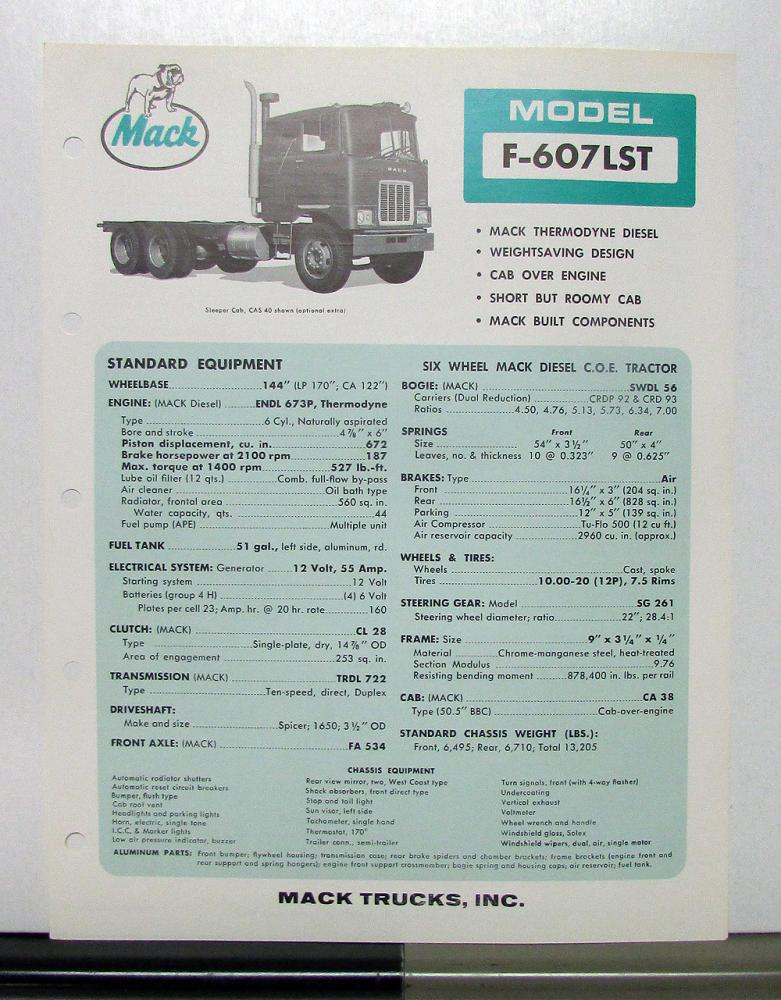 Mack
MODEL
F-607LST
• MACK THERMODYNE DIESEL
• WEIGHTSAVING DESIGN
• CAB OVER ENGINE
• SHORT BUT ROOMY CAB
• MACK BUILT COMPONENTS
MACK
Sleeper Cab, CAS 40 shown (optional extra)
STANDARD EQUIPMENT
WHEELBASE 144" (LP 170"; CA 122")
ENGINE: (MACK Diesel) ENDL 673P, Thermodyne
Type 6 Cyl., Naturally aspirated
Bore and stroke 4 7/8" x 6"
Piston displacement, cu. in. 672
Brake horsepower at 2100 rpm 187
Max. torque at 1400 rpm 527 lb.-ft.
Lube oil filter (12 qts.) Comb. full-flow by-pass
Air cleaner Oil bath type
Radiator, frontal area 560 sq. in.
Water capacity, qts. 44
Fuel pump (APE) Multiple unit
FUEL TANK 51 gal., left side, aluminum, rd.
ELECTRICAL SYSTEM: Generator 12 Volt, 55 Amp.
Starting system 12 Volt
Batteries (group 4 H) (4) 6 Volt
Plates per cell 23; Amp. hr. @ 20 hr. rate 160
CLUTCH: (MACK) CL 28
Type Single-plate, dry, 14 7/8" OD
Area of engagement 253 sq. in.
TRANSMISSION (MACK) TRDL 722
Type Ten-speed, direct, Duplex
DRIVESHAFT:
Make and size Spicer; 1650; 3 1/2" OD
FRONT AXLE: (MACK) FA 534
SIX WHEEL MACK DIESEL C.O.E. TRACTOR
BOGIE: (MACK) SWDL 56
Carriers (Dual Reduction) CRDP 92 & CRD 93
Ratios 4.50, 4.76, 5.13, 5.73, 6.34, 7.00
SPRINGS Front Rear
Size 54" x 3 1/2" 50" x 4"
Leaves, no. & thickness 10 @ 0.323" 9 @ 0.625"
BRAKES: Type Air
Front 16 1/4" x 3" (204 sq. in.)
Rear 16 1/2" x 6" (828 sq. in.)
Parking 12" x 5" (139 sq. in.)
Air Compressor Tu-Flo 500 (12 cu ft.)
Air reservoir capacity 2960 cu. in. (approx.)
WHEELS & TIRES:
Wheels Cast, spoke
Tires 10.00-20 (12P), 7.5 Rims
STEERING GEAR: Model SG 261
Steering wheel diameter; ratio 22"; 28.4:1
FRAME: Size 9" x 3 1/4" x 1/4"
Material Chrome-manganese steel, heat-treated
Section Modulus 9.76
Resisting bending moment 878,400 in. lbs. per rail
CAB: (MACK) CA 38
Type (50.5" BBC) Cab-over-engine
STANDARD CHASSIS WEIGHT (LBS.):
Front, 6,495; Rear, 6,710; Total 13,205
CHASSIS EQUIPMENT
Automatic radiator shutters
Automatic reset circuit breakers
Bumper, flush type
Cab roof vent
Headlights and parking lights
Horn, electric, single tone
I.C.C. & Marker lights
Low air pressure indicator, buzzer
Rear view mirror, two, West Coast type
Shock absorbers, front direct type
Stop and tail light
Sun visor, left side
Tachometer, single hand
Thermostat, 170°
Trailer conn., semi-trailer
Turn signals, front (with 4-way flasher)
Undercoating
Vertical exhaust
Voltmeter
Wheel wrench and handle
Windshield glass, Solex
Windshield wipers, dual, air, single motor
ALUMINUM PARTS: Front bumper; flywheel housing; transmission case; rear brake spiders and chamber brackets; frame brackets (engine front and
rear support and spring hangers); engine front support crossmember; bogie spring and housing caps; air reservoir; fuel tank.
MACK TRUCKS, INC.